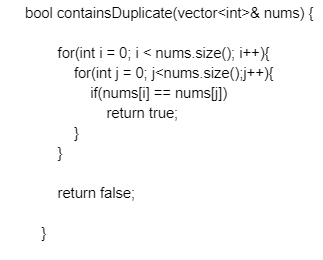 bool containsDuplicate(vector<int>& nums) {
for(int i = 0; i < nums.size(); i++){
for(int j = 0; j<nums.size();j++){
if(nums[i] == nums[j])
return true;
}
}
return false;
}